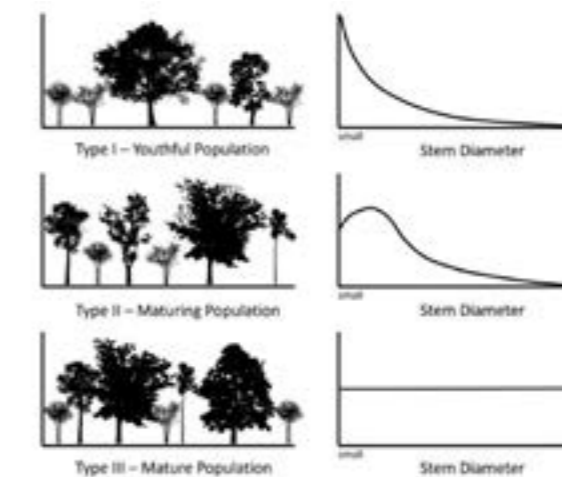 small
Type I – Youthful Population
Stem Diameter
small
Type II – Maturing Population
Stem Diameter
small
Type III – Mature Population
Stem Diameter